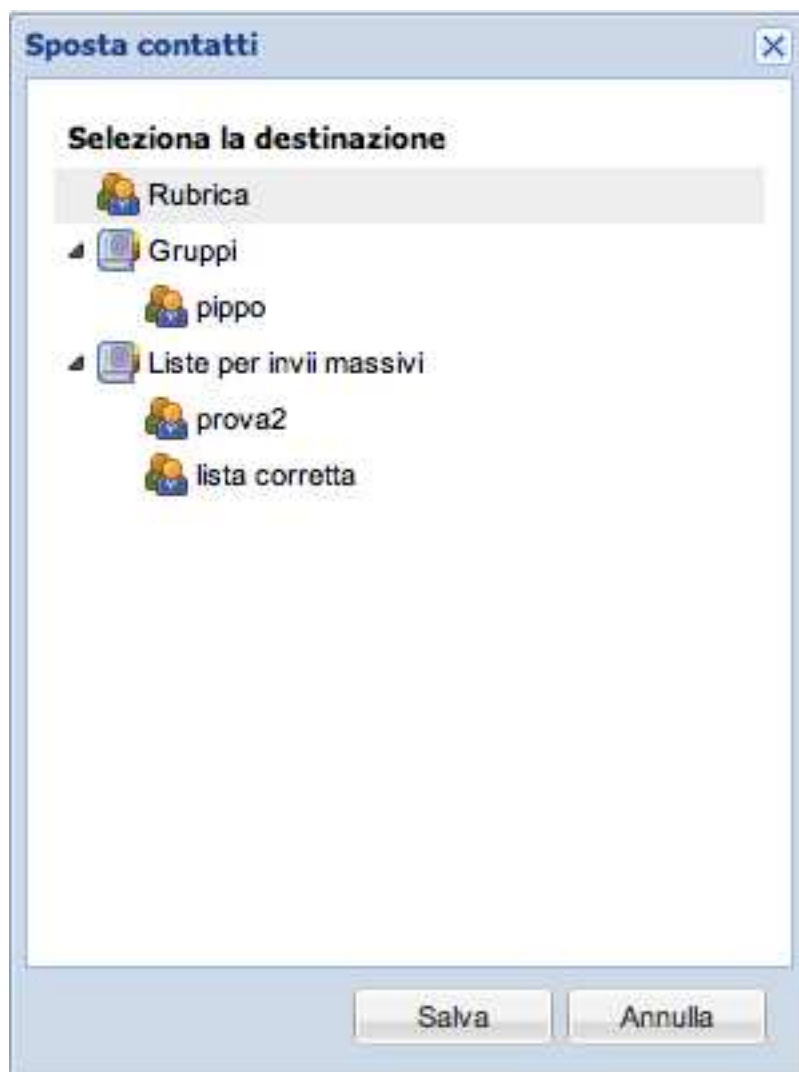 Sposta contatti
Seleziona la destinazione
Rubrica
Gruppi
pippo
Liste per invii massivi
prova2
lista corretta
Salva Annulla